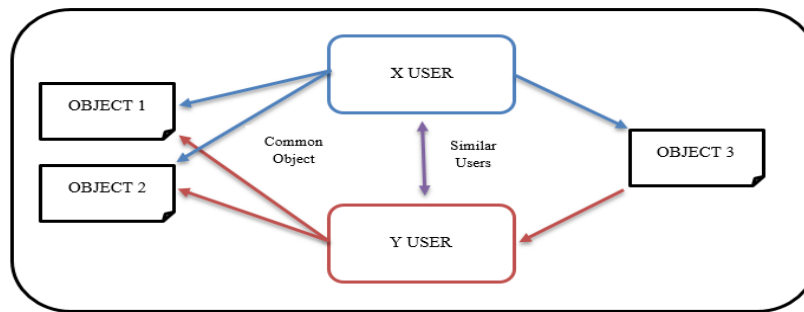 X USER
OBJECT 1
Common
Object
Similar
Users
OBJECT 3
OBJECT 2
Y USER